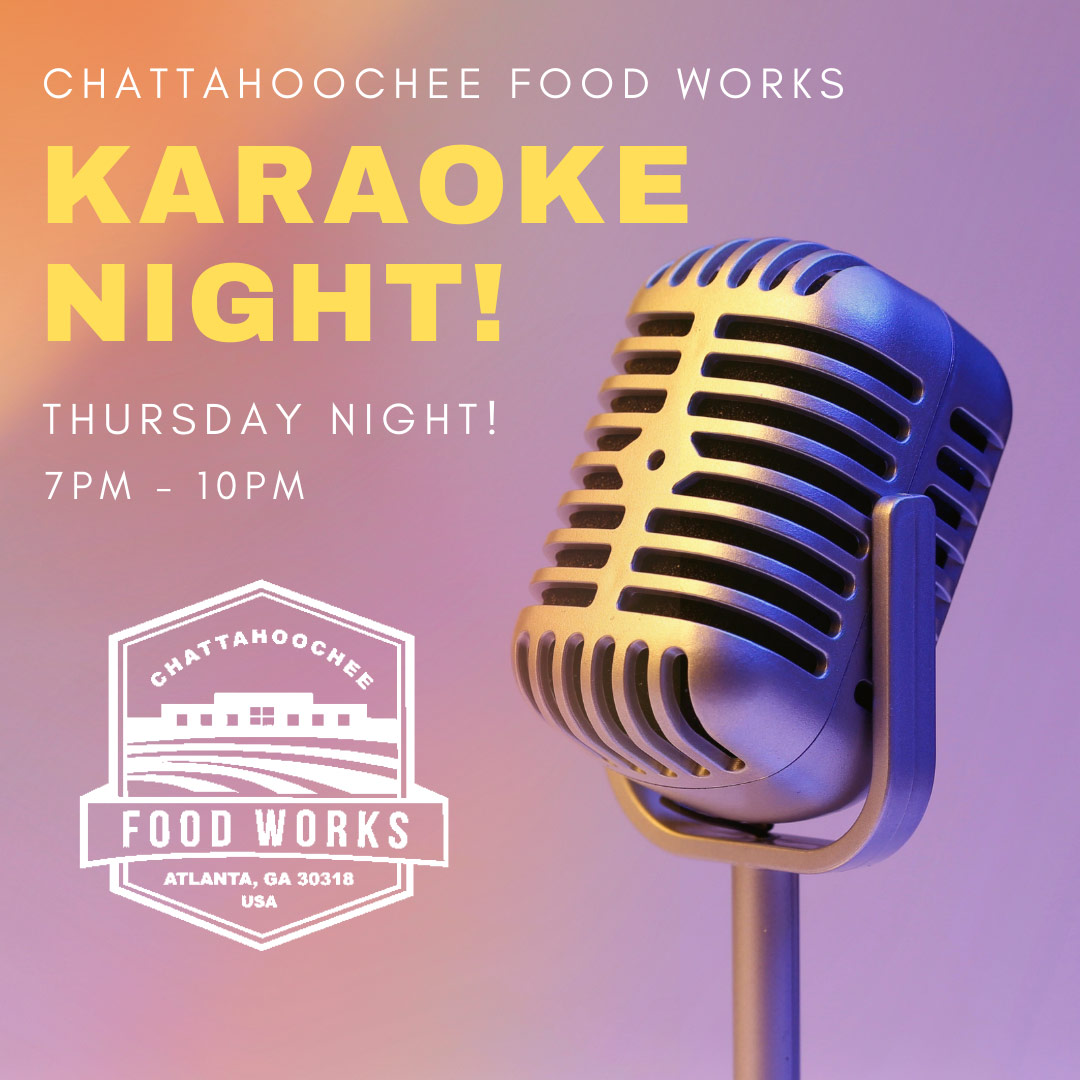 CHATTAHOOCHEE FOOD WORKS
KARAOKE
NIGHT!
THURSDAY NIGHT!
7PM - 10PM
CHATTAHOOCHEE
FOOD WORKS
ATLANTA, GA 30318
USA